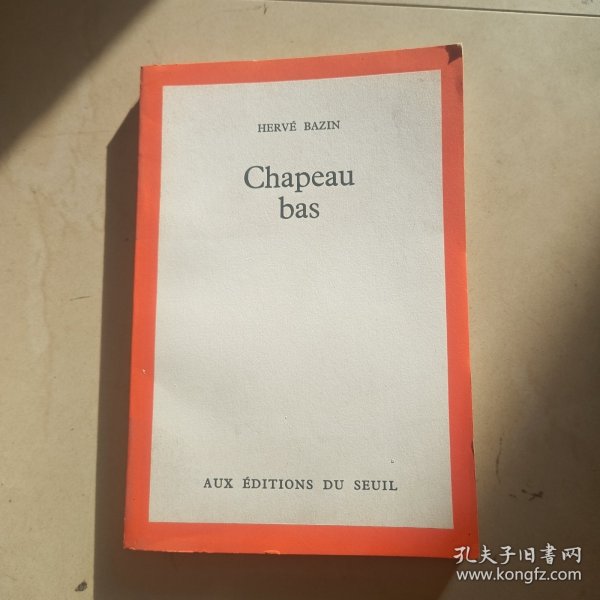 HERVÉ BAZIN
Chapeau
bas
AUX ÉDITIONS DU SEUIL
孔夫子旧书网
www.kongfz.com